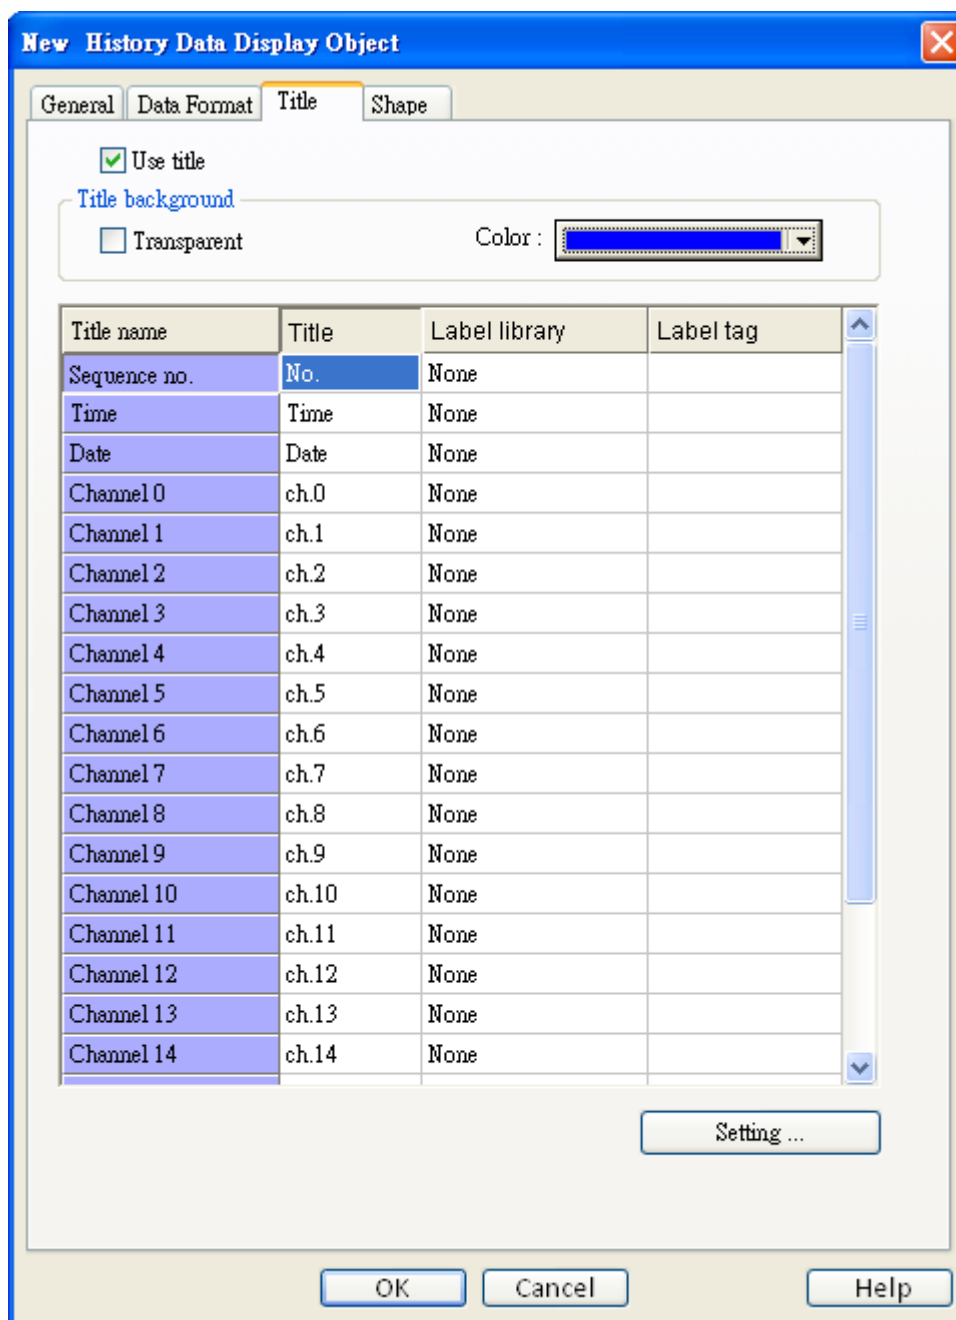 New History Data Display Object
General Data Format Title Shape
Use title
Title background
Transparent Color :
Title name Title Label library Label tag
Sequence no. No. None
Time Time None
Date Date None
Channel 0 ch.0 None
Channel 1 ch.1 None
Channel 2 ch.2 None
Channel 3 ch.3 None
Channel 4 ch.4 None
Channel 5 ch.5 None
Channel 6 ch.6 None
Channel 7 ch.7 None
Channel 8 ch.8 None
Channel 9 ch.9 None
Channel 10 ch.10 None
Channel 11 ch.11 None
Channel 12 ch.12 None
Channel 13 ch.13 None
Channel 14 ch.14 None
Setting ...
OK Cancel Help